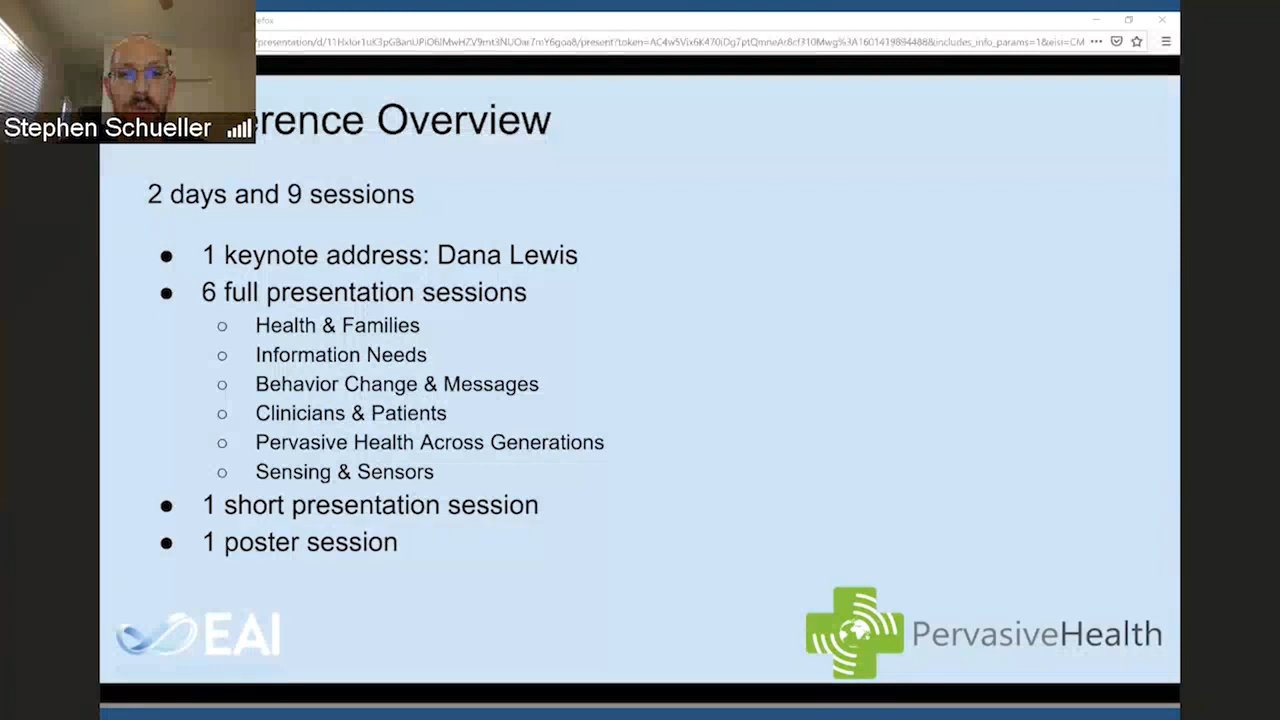 efox
Stephen Schueller
erence Overview
2 days and 9 sessions
● 1 keynote address: Dana Lewis
● 6 full presentation sessions
○ Health & Families
○ Information Needs
○ Behavior Change & Messages
○ Clinicians & Patients
○ Pervasive Health Across Generations
○ Sensing & Sensors
● 1 short presentation session
● 1 poster session
EAI
PervasiveHealth